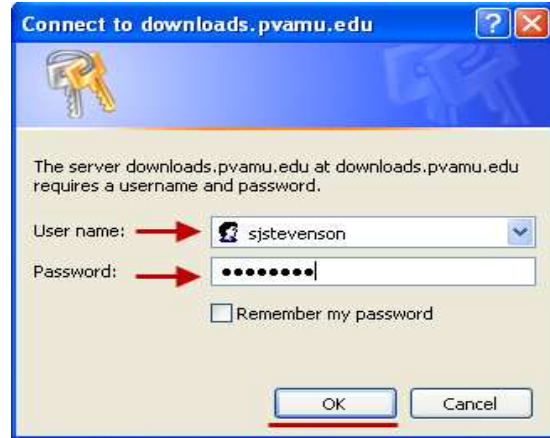 Connect to downloads.pvamu.edu
The server downloads.pvamu.edu at downloads.pvamu.edu
requires a username and password.
User name:
sjstevenson
Password:
••••••••
Remember my password
OK
Cancel